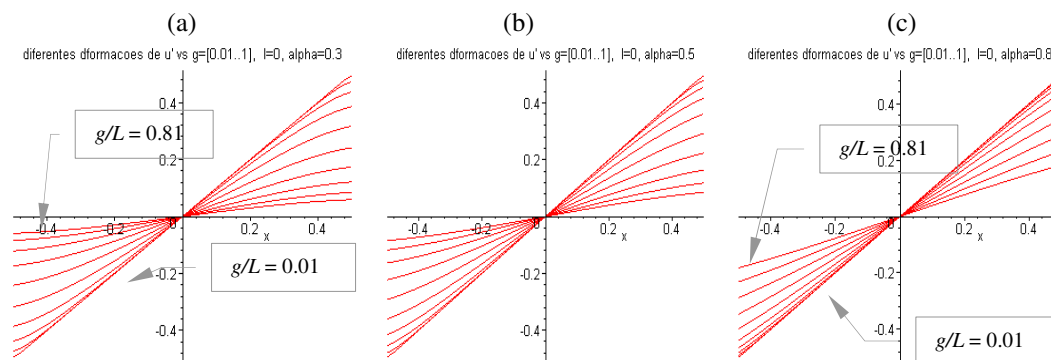 (a)
diferentes dformacoes de u' vs g=[0.01..1], l=0, alpha=0.3
0.4
0.2
-0.4
0.2
0
0.2
x
0.4
-0.2
-0.4
g/L = 0.81
g/L = 0.01
(b)
diferentes dformacoes de u' vs g=[0.01..1], l=0, alpha=0.5
0.4
0.2
-0.4
0.2
0
0.2
x
0.4
-0.2
-0.4
(c)
diferentes dformacoes de u' vs g=[0.01..1], l=0, alpha=0.8
0.4
0.2
-0.4
0.2
0
0.2
x
0.4
-0.2
-0.4
g/L = 0.81
g/L = 0.01